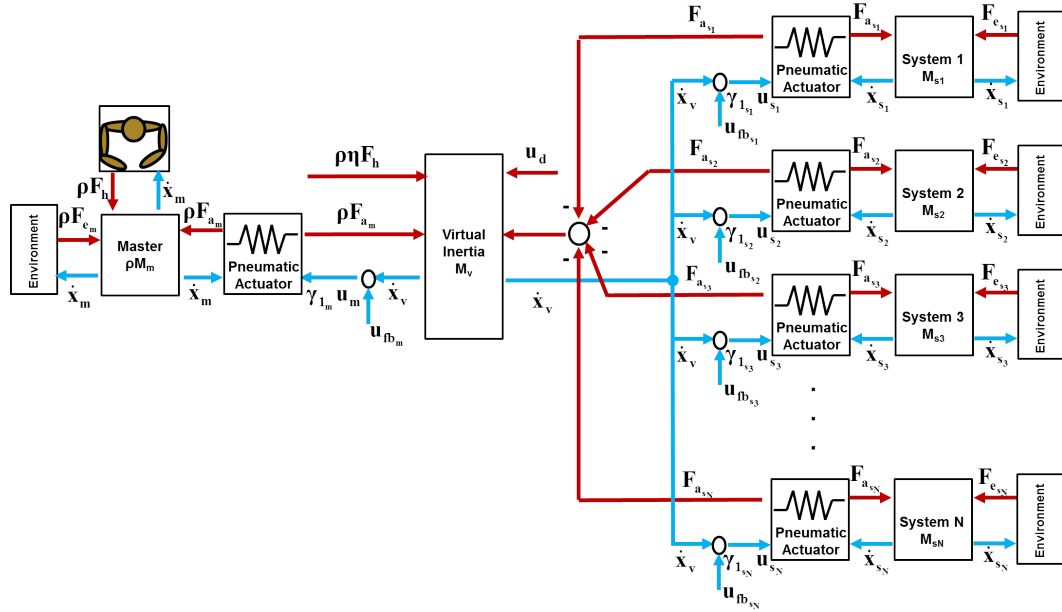 F_{a_{s_1}}
F_{a_{s_1}}
F_{e_{s_1}}
Pneumatic
Actuator
System 1
M_{s1}
Environment
ẋ_v
γ_{1_{s_1}}
u_{s_1}
ẋ_{s_1}
ẋ_{s_1}
u_{fb_{s_1}}
F_{a_{s_2}}
F_{a_{s_2}}
F_{e_{s_2}}
Pneumatic
Actuator
System 2
M_{s2}
Environment
ẋ_v
γ_{1_{s_2}}
u_{s_2}
ẋ_{s_2}
ẋ_{s_2}
u_{fb_{s_2}}
ρF_h
ẋ_m
ρηF_h
u_d
Environment
ρF_{e_m}
ẋ_m
Master
ρM_m
ρF_{a_m}
ẋ_m
Pneumatic
Actuator
ρF_{a_m}
γ_{1_m}
u_m
ẋ_v
u_{fb_m}
Virtual
Inertia
M_v
ẋ_v
-
-
-
-
F_{a_{s_3}}
F_{a_{s_3}}
F_{e_{s_3}}
Pneumatic
Actuator
System 3
M_{s3}
Environment
ẋ_v
γ_{1_{s_3}}
u_{s_3}
ẋ_{s_3}
ẋ_{s_3}
u_{fb_{s_3}}
.
.
.
F_{a_{s_N}}
F_{a_{s_N}}
F_{e_{s_N}}
Pneumatic
Actuator
System N
M_{sN}
Environment
ẋ_v
γ_{1_{s_N}}
u_{s_N}
ẋ_{s_N}
ẋ_{s_N}
u_{fb_{s_N}}